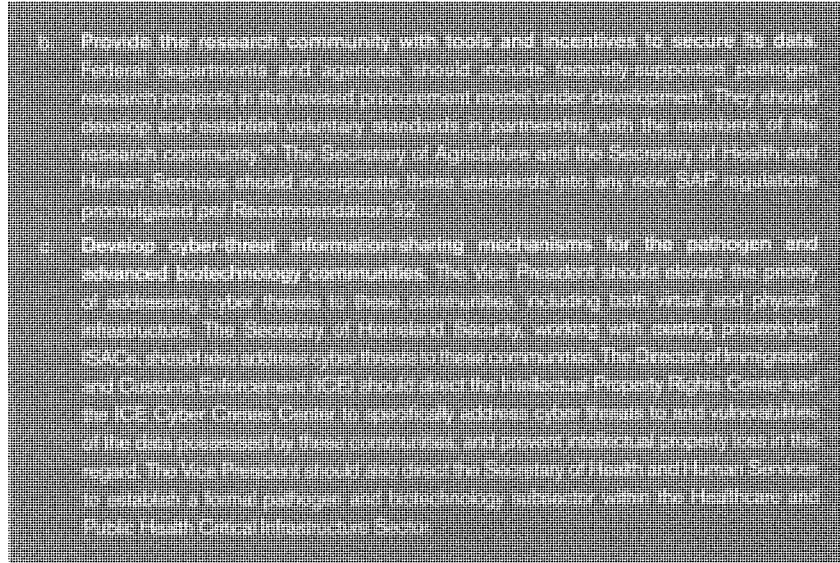 b. Provide the research community with tools and incentives to secure its data.
Federal departments and agencies should include federally-supported pathogen
research projects in the revised procurement model under development. They should
develop and establish voluntary standards in partnership with the members of the
research community. The Secretary of Agriculture and the Secretary of Health and
Human Services should incorporate these standards into any new SAP regulations
promulgated per Recommendation 32.
c. Develop cyber-threat information-sharing mechanisms for the pathogen and
advanced biotechnology communities. The Vice President should elevate the priority
of addressing cyber threats to these communities, including both virtual and physical
infrastructure. The Secretary of Homeland Security, working with existing private-led
ISACs, should also address cyber threats to these communities. The Director of Immigration
and Customs Enforcement (ICE) should direct the Intellectual Property Rights Center and
the ICE Cyber Crimes Center to specifically address cyber threats to and vulnerabilities
of the data possessed by these communities and prevent intellectual property loss in this
regard. The Vice President should also direct the Secretary of Health and Human Services
to establish a formal pathogen and biotechnology subsector within the Healthcare and
Public Health Critical Infrastructure Sector.